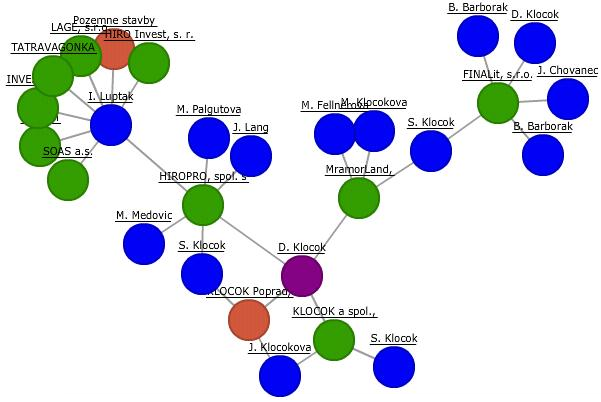 Pozemne stavby
LAGE, s.r.o.
HIRO Invest, s. r.
TATRAVAGONKA
INVE
I. Luptak
SOAS a.s.
M. Palgutova
J. Lang
HIROPRO, spol. s
M. Medovic
S. Klocok
D. Klocok
KLOCOK Poprad,
KLOCOK a spol.,
J. Klocokova
S. Klocok
M. Klocokova
MramorLand,
S. Klocok
B. Barborak
D. Klocok
FINALit, s.r.o.
J. Chovanec
B. Barborak